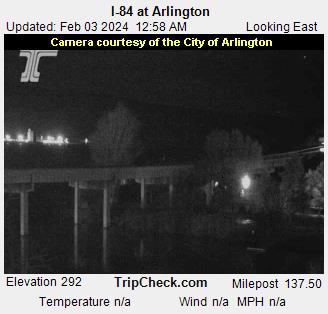 I-84 at Arlington
Updated: Feb 03 2024 12:58 AM Looking East
Camera courtesy of the City of Arlington
Elevation 292 TripCheck.com Milepost 137.50
Temperature n/a Wind n/a MPH n/a